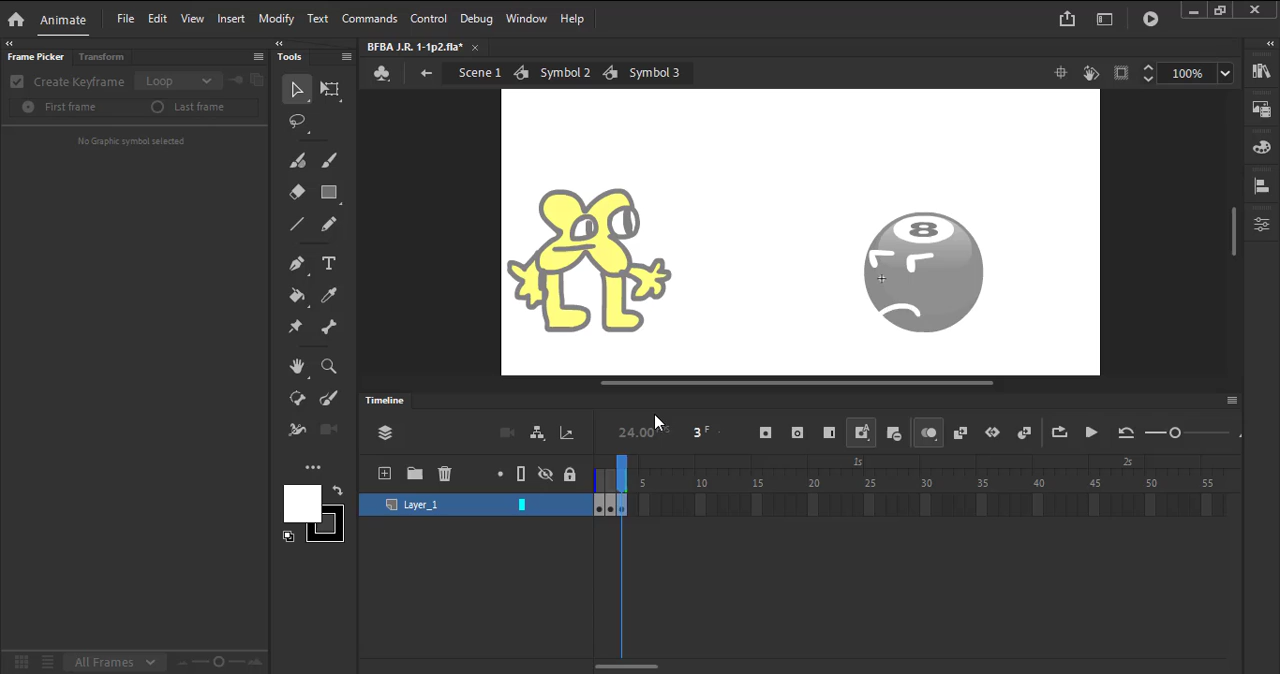 Animate File Edit View Insert Modify Text Commands Control Debug Window Help
BFBA J.R. 1-1p2.fla*
Frame Picker Transform
Tools
Create Keyframe Loop
First frame Last frame
No Graphic symbol selected
Scene 1 Symbol 2 Symbol 3 100%
8
T
Timeline
24.00 3 F
A
1s 2s
5 10 15 20 25 30 35 40 45 50 55
Layer_1
All Frames